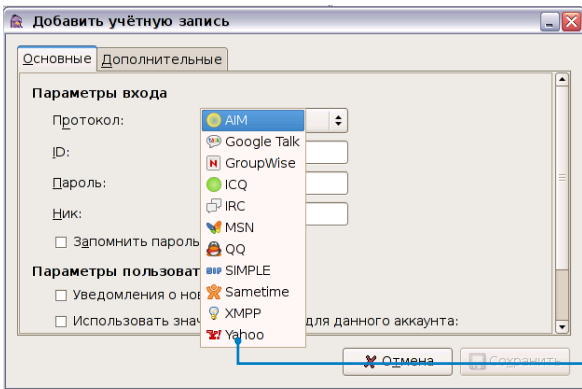 Добавить учётную запись
Основные Дополнительные
Параметры входа
Протокол: AIM
Google Talk
ID:
GroupWise
Пароль: ICQ
IRC
Ник:
MSN
Запомнить пароль QQ
Параметры пользоват SIMPLE
Уведомления о нов Sametime
XMPP
Использовать знач для данного аккаунта:
Yahoo
Отмена Сохранить